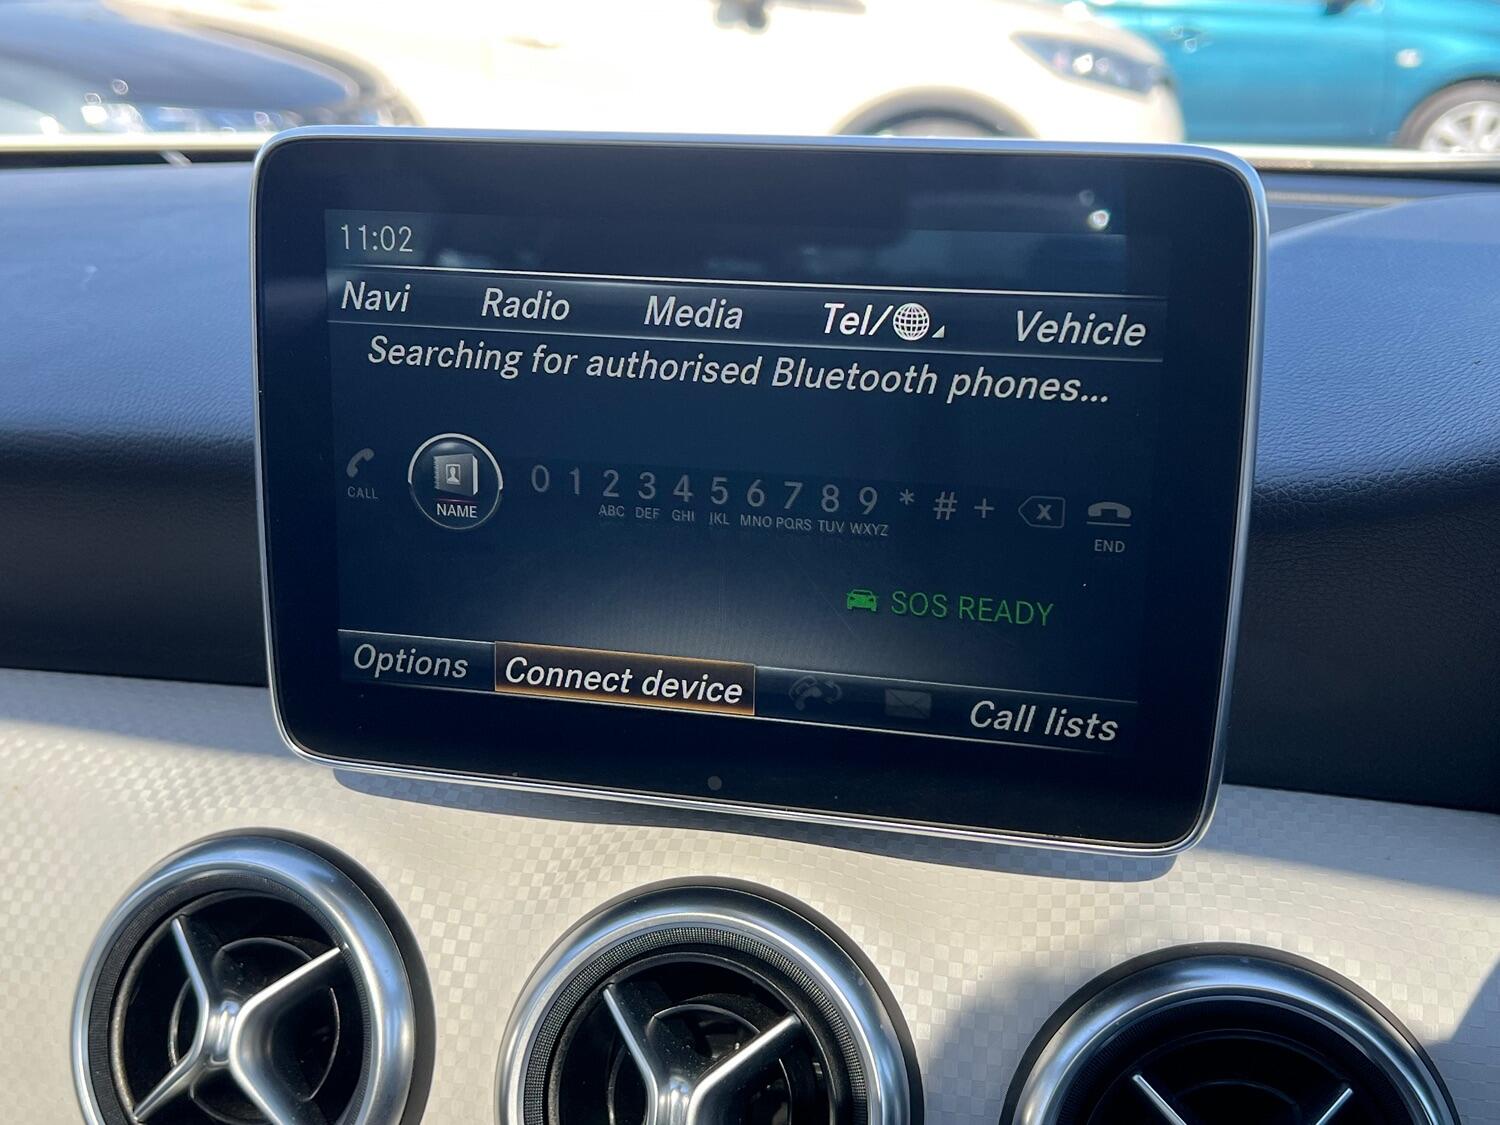 11:02
Navi Radio Media Tel/ Vehicle
Searching for authorised Bluetooth phones...
CALL
NAME
0 1 2 3 4 5 6 7 8 9 * # + X
ABC DEF GHI JKL MNO PQRS TUV WXYZ
END
SOS READY
Options Connect device Call lists